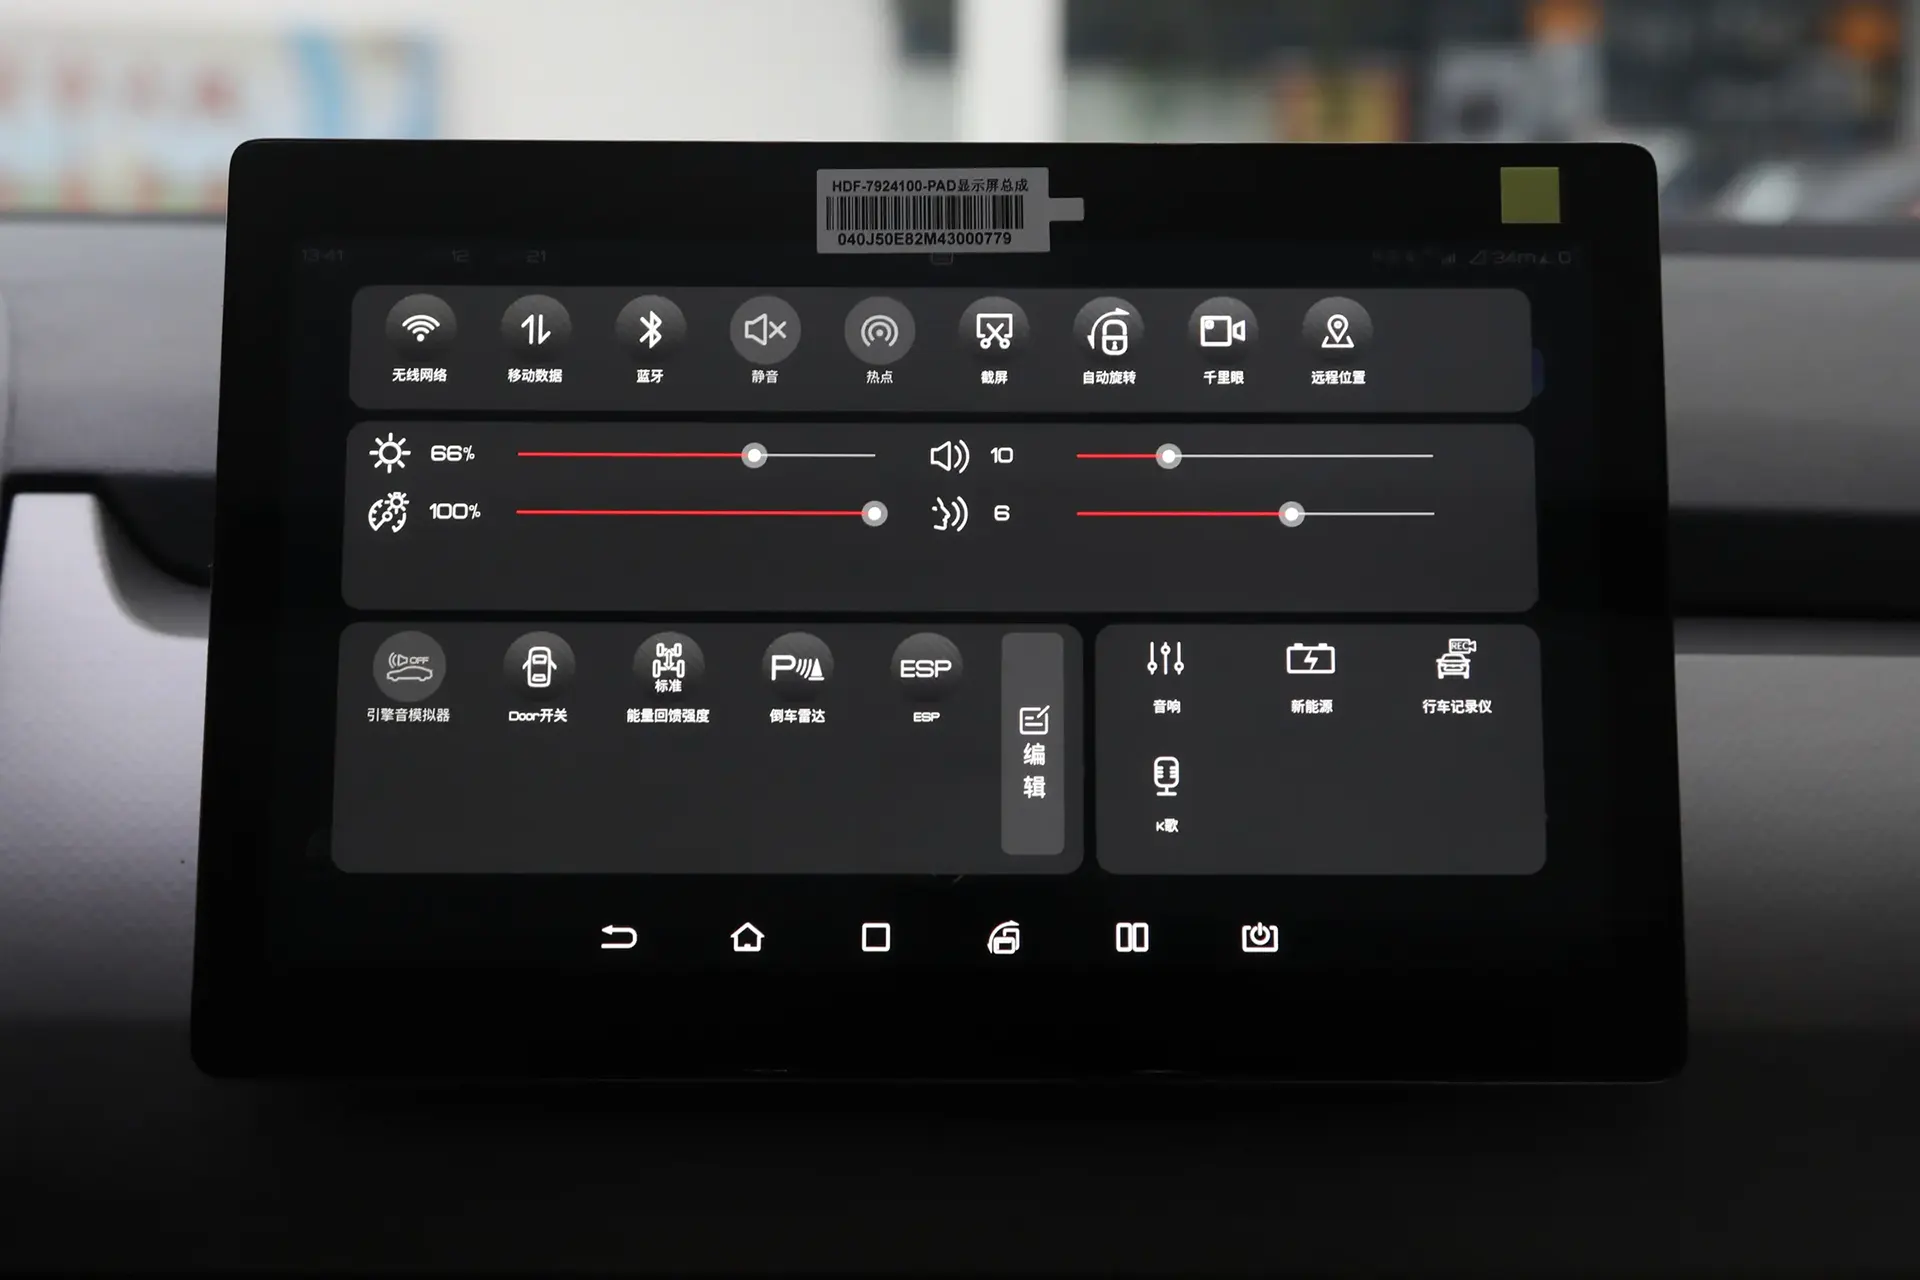 HDF-7924100-PAD显示屏总成
040J50E82M43000779
13:41 12 21
无线网络 移动数据 蓝牙 静音 热点 截屏 自动旋转 千里眼 远程位置
66% 10
100% 6
OFF 标准 P ESP REC
引擎音模拟器 Door开关 能量回馈强度 倒车雷达 ESP 音响 新能源 行车记录仪
编辑
K歌